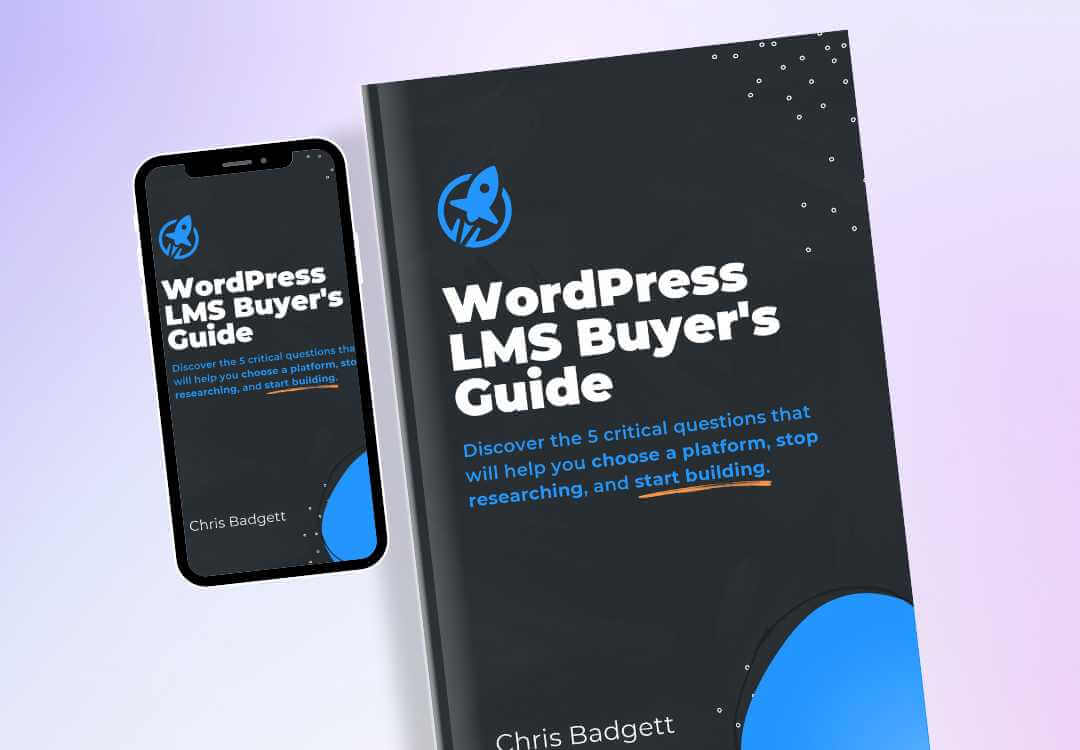 WordPress
LMS Buyer's
Guide
Discover the 5 critical questions tha
will help you choose a platform, sto
researching, and start building.
Chris Badgett
WordPress
LMS Buyer's
Guide
Discover the 5 critical questions that
will help you choose a platform, stop
researching, and start building.
Chris Badgett